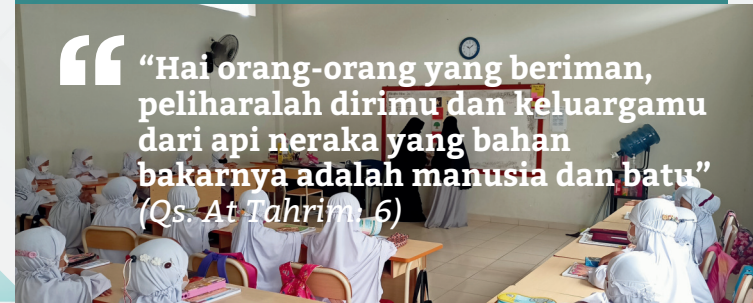 “Hai orang-orang yang beriman,
peliharalah dirimu dan keluargamu
dari api neraka yang bahan
bakarnya adalah manusia dan batu”
(Qs. At Tahrim: 6)